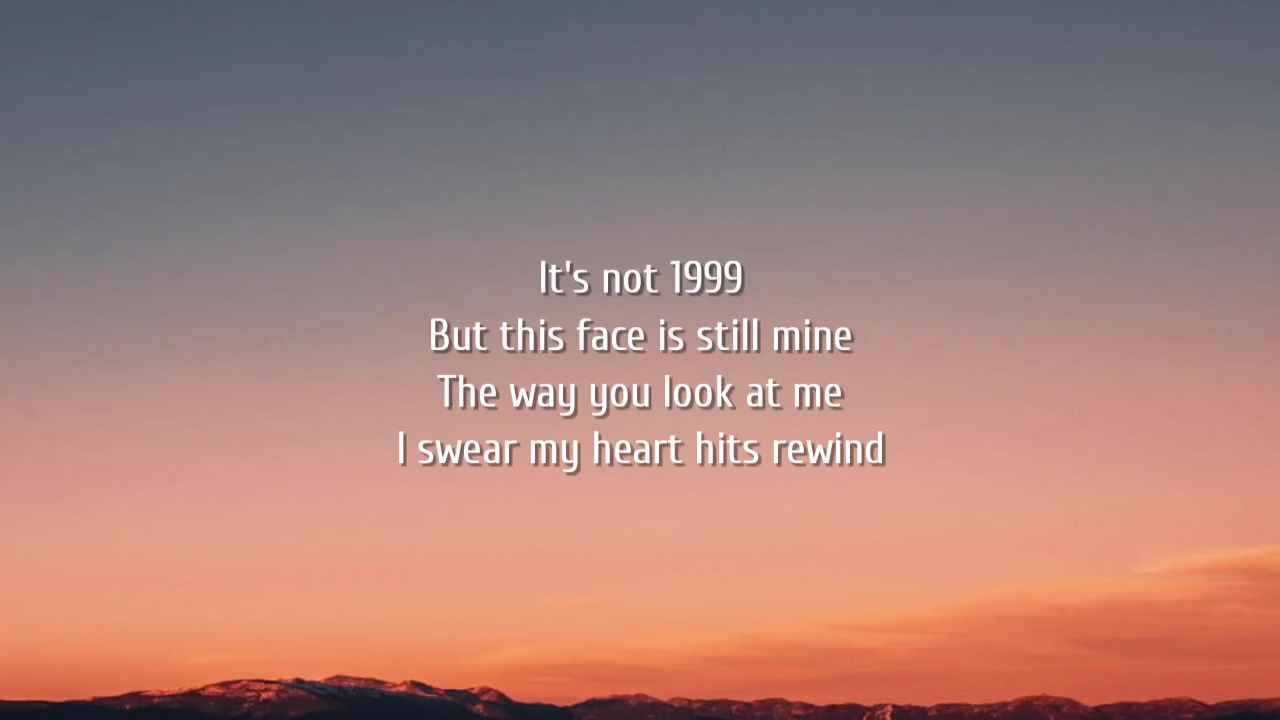 It's not 1999
But this face is still mine
The way you look at me
I swear my heart hits rewind